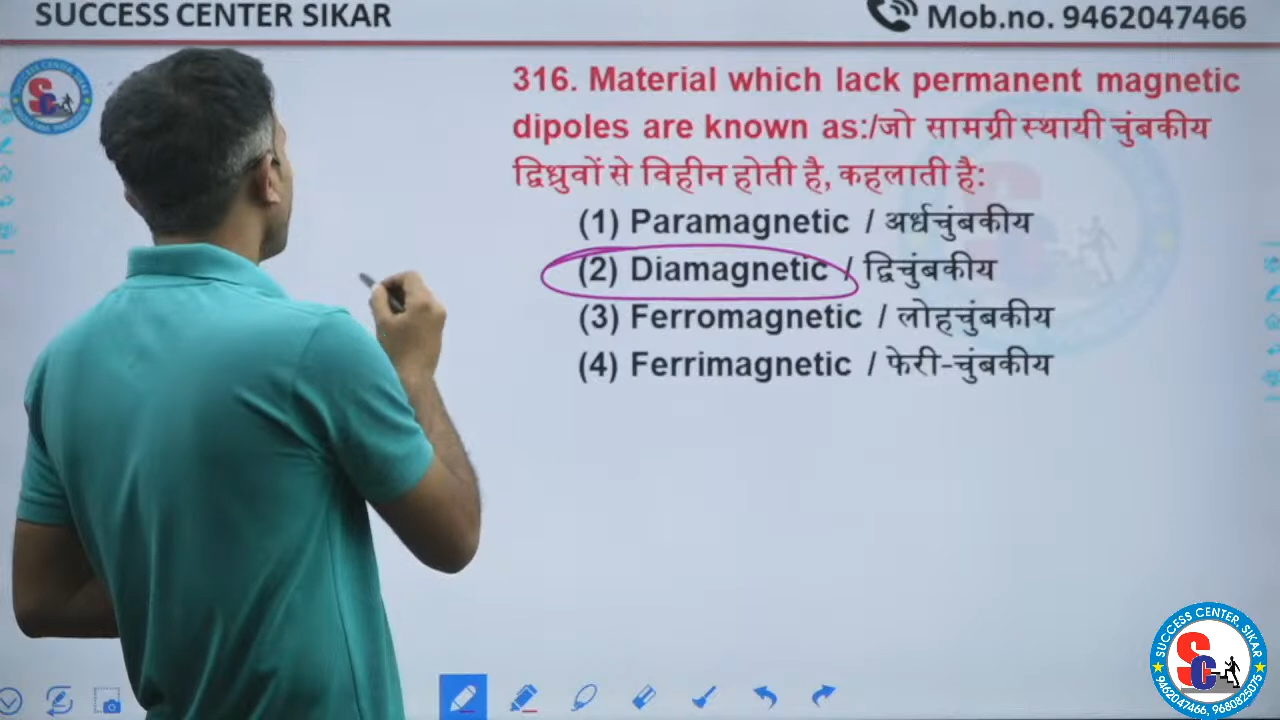 SUCCESS CENTER SIKAR
Mob.no. 9462047466
316. Material which lack permanent magnetic
dipoles are known as:/जो सामग्री स्थायी चुंबकीय
द्विध्रुवों से विहीन होती है, कहलाती है:
(1) Paramagnetic / अर्धचुंबकीय
(2) Diamagnetic / द्विचुंबकीय
(3) Ferromagnetic / लोहचुंबकीय
(4) Ferrimagnetic / फेरी-चुंबकीय
SUCCESS CENTER, SIKAR
SC
9462047466, 9680825075